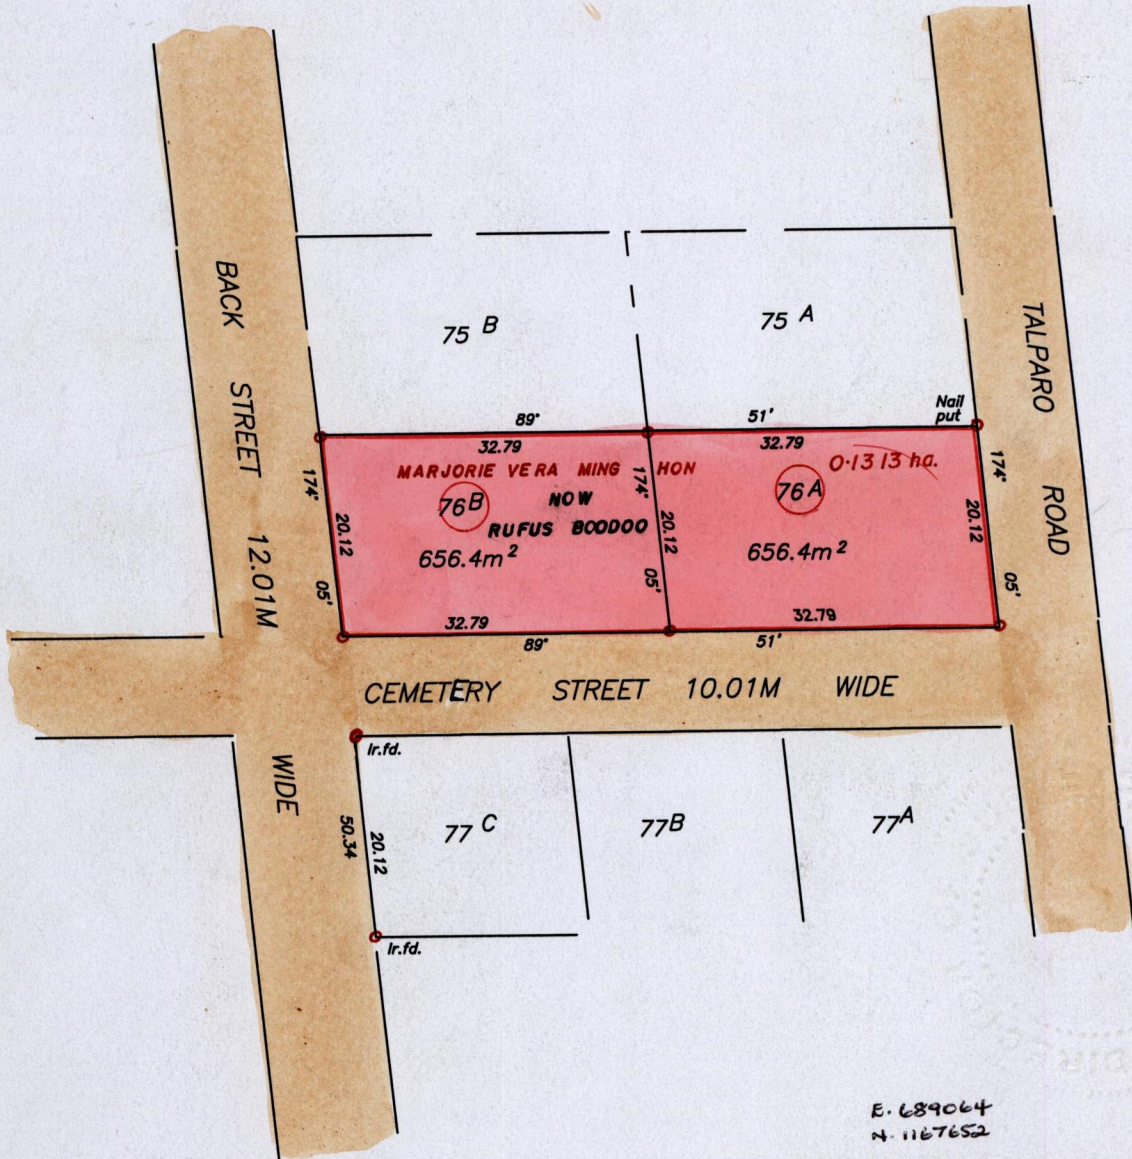 BACK STREET 12.01M WIDE
TALPARO ROAD
75 B
75 A
Nail put
89° 51'
32.79
32.79
MARJORIE VERA MING HON
0·1313 ha.
76B
NOW
76A
RUFUS BOODOO
656.4m²
656.4m²
174° 20.12 05'
174° 20.12 05'
174° 20.12 05'
32.79
32.79
89° 51'
CEMETERY STREET 10.01M WIDE
Ir.fd.
77 C
77B
77A
50.34
20.12
Ir.fd.
E. 689064
N. 1167652